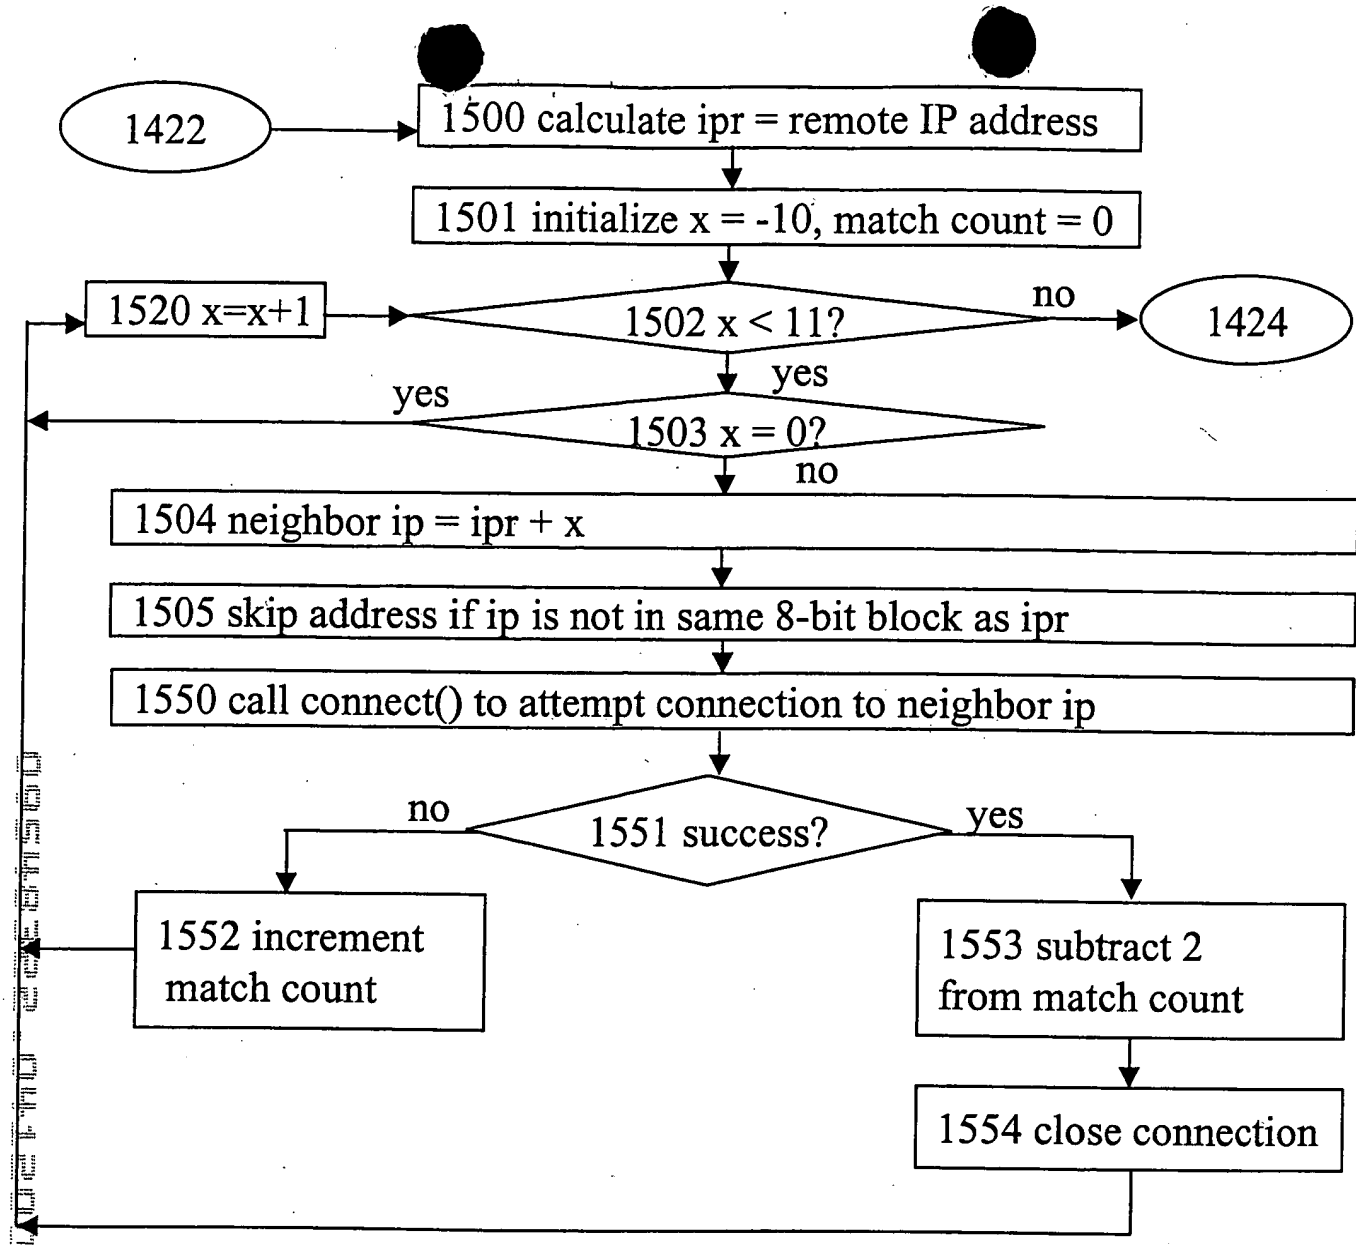 1422
1500 calculate ipr = remote IP address
1501 initialize x = -10, match count = 0
1520 x=x+1
1502 x < 11?
no
1424
yes
yes
1503 x = 0?
no
1504 neighbor ip = ipr + x
1505 skip address if ip is not in same 8-bit block as ipr
1550 call connect() to attempt connection to neighbor ip
no
1551 success?
yes
1552 increment
match count
1553 subtract 2
from match count
1554 close connection